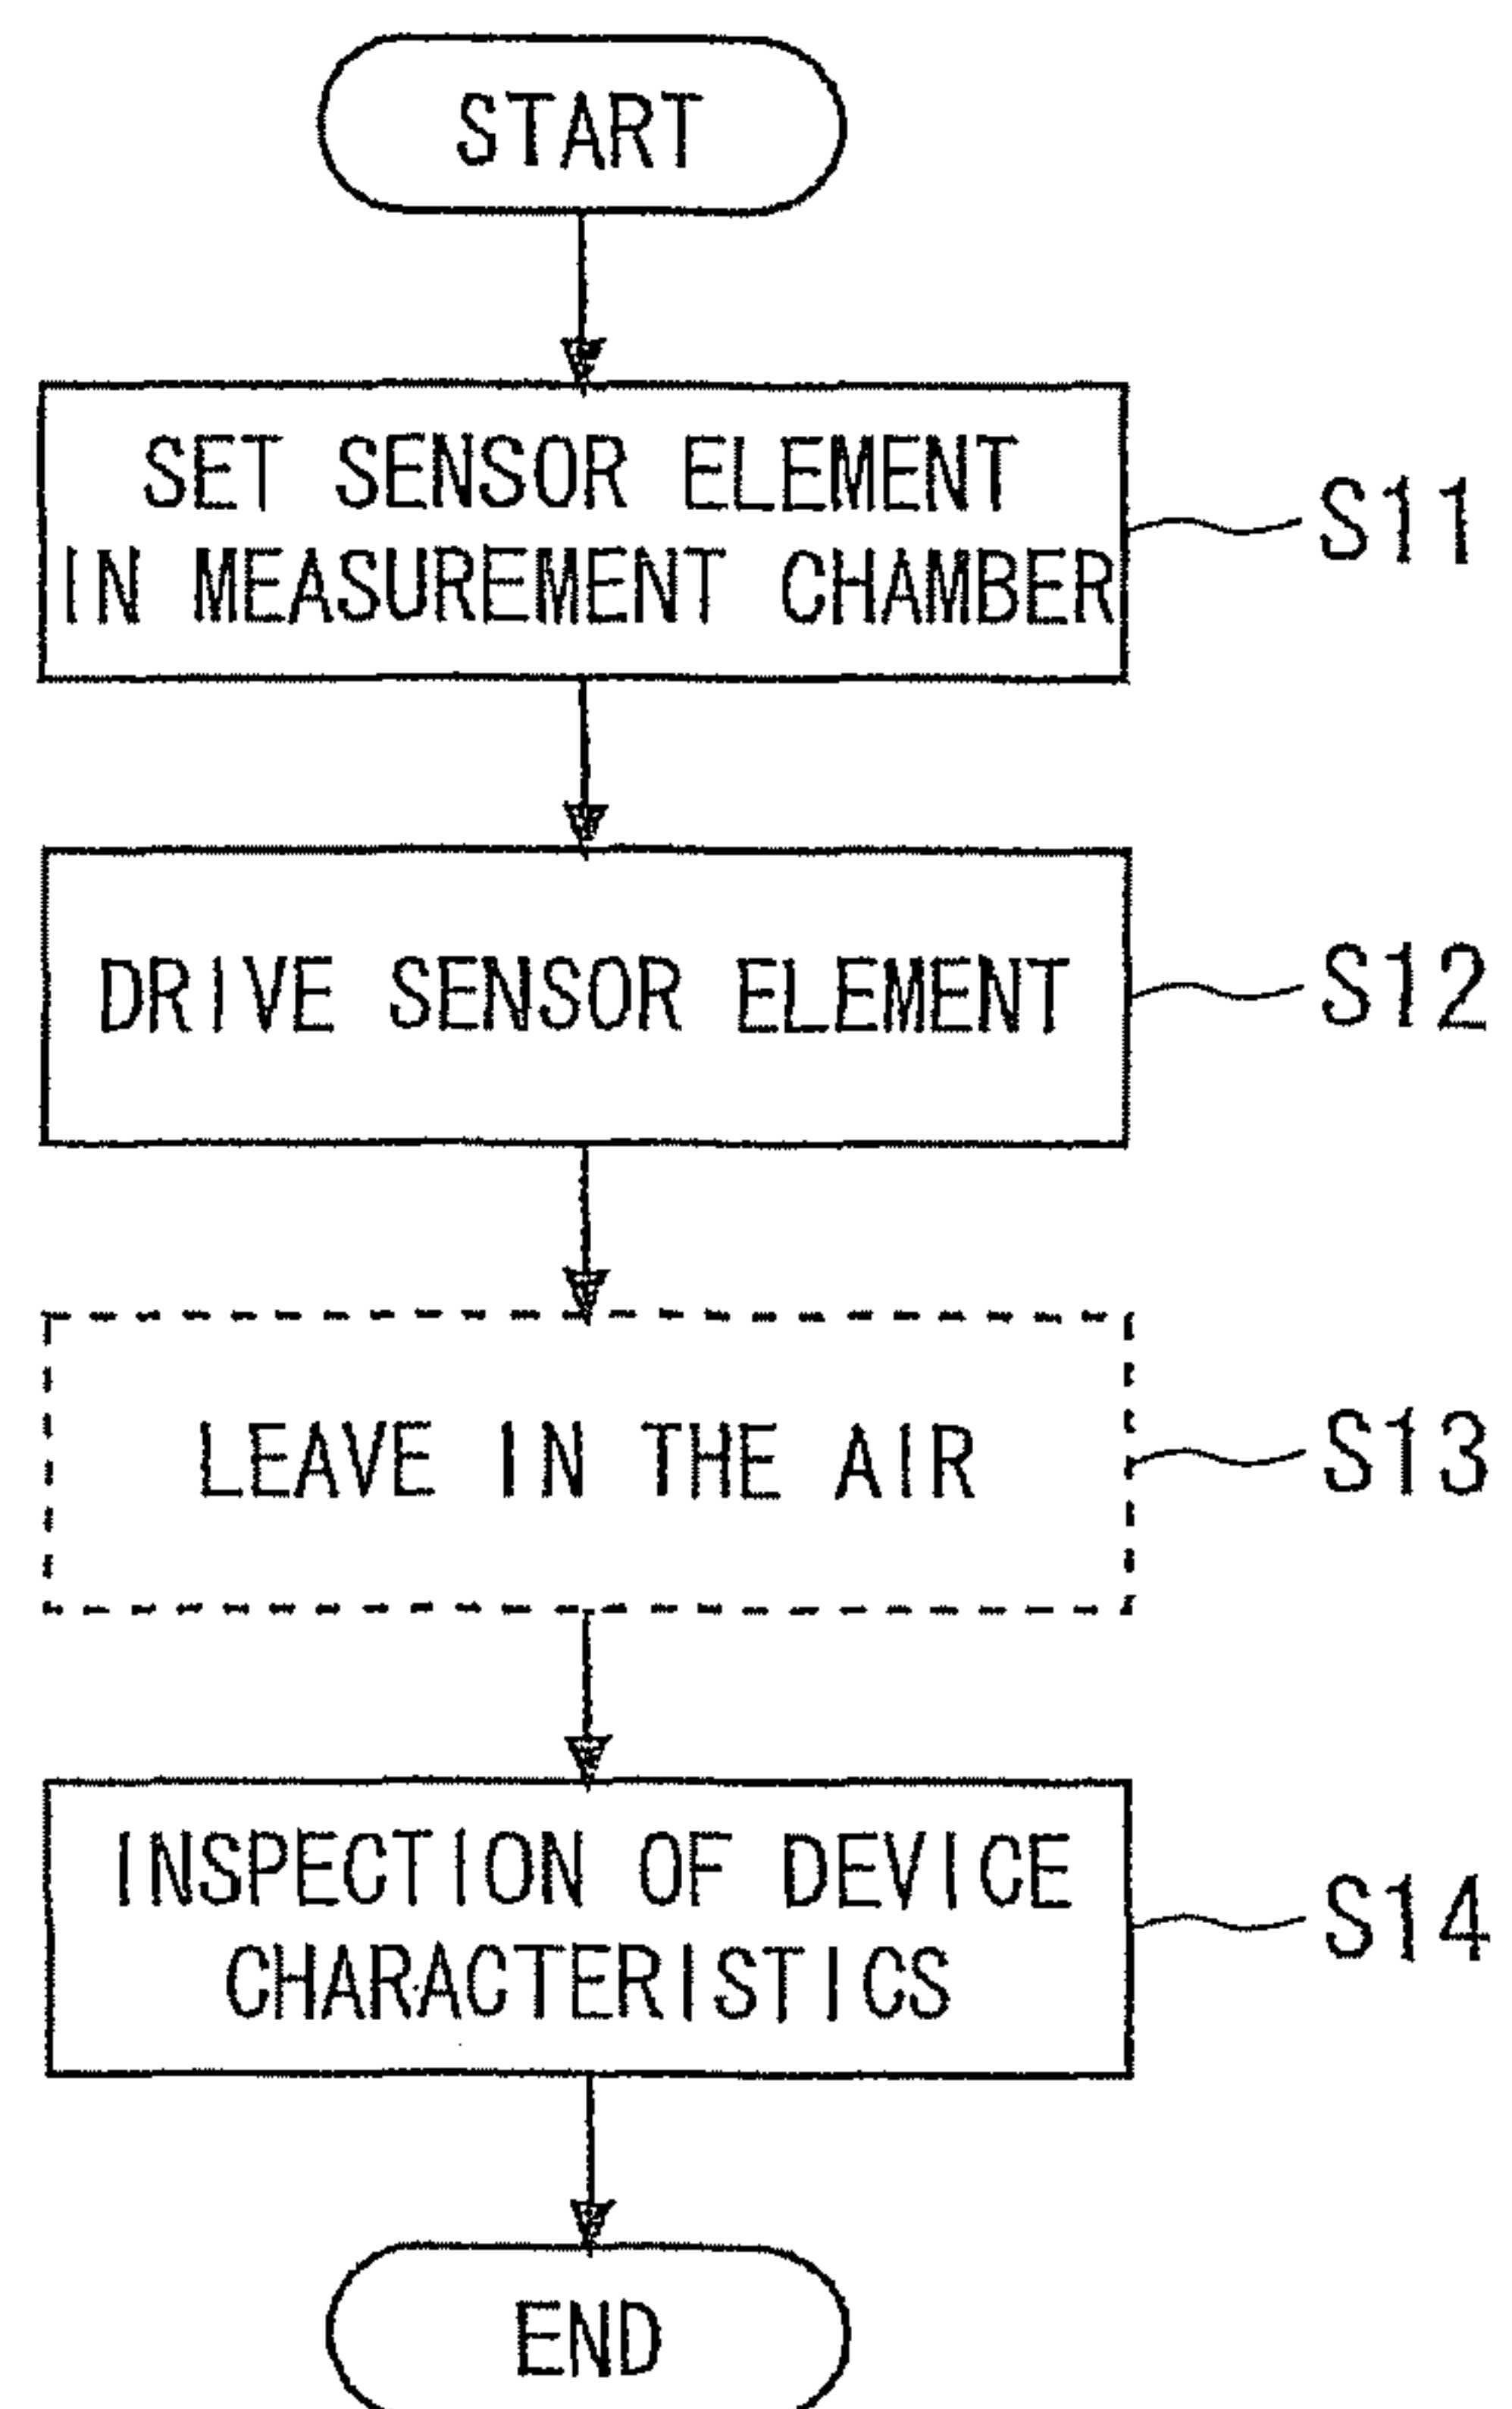 START
SET SENSOR ELEMENT
IN MEASUREMENT CHAMBER
S11
DRIVE SENSOR ELEMENT
S12
LEAVE IN THE AIR
S13
INSPECTION OF DEVICE
CHARACTERISTICS
S14
END